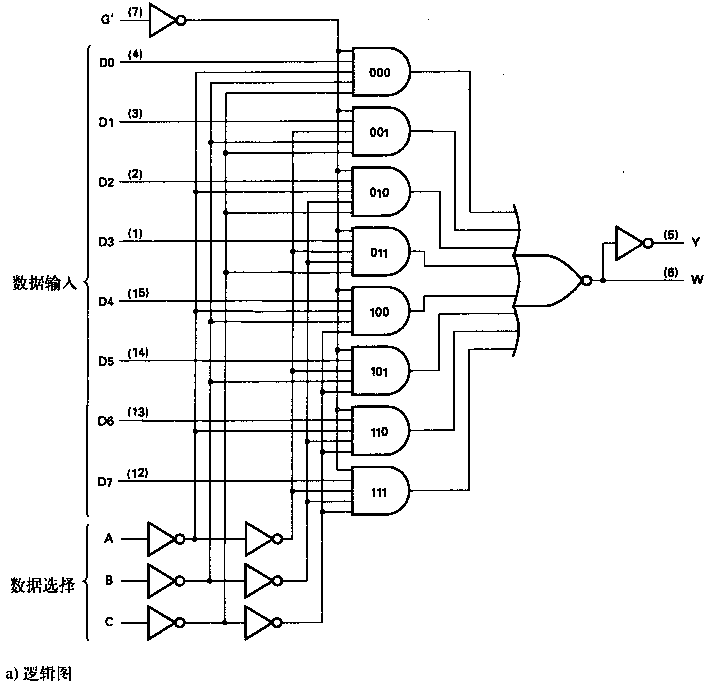 G' (7)
D0 (4)
000
D1 (3)
001
D2 (2)
010
D3 (1)
011
数据输入
D4 (15)
100
D5 (14)
101
D6 (13)
110
D7 (12)
111
(5) Y
(6) W
A
数据选择
B
C
a) 逻辑图